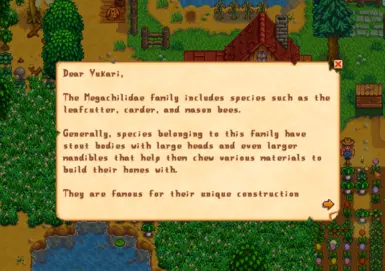 Dear Yukari,
The Megachilidae family includes species such as the
leafcutter, carder, and mason bees.
Generally, species belonging to this family have
stout bodies with large heads and even larger
mandibles that help them chew various materials to
build their homes with.
They are famous for their unique construction